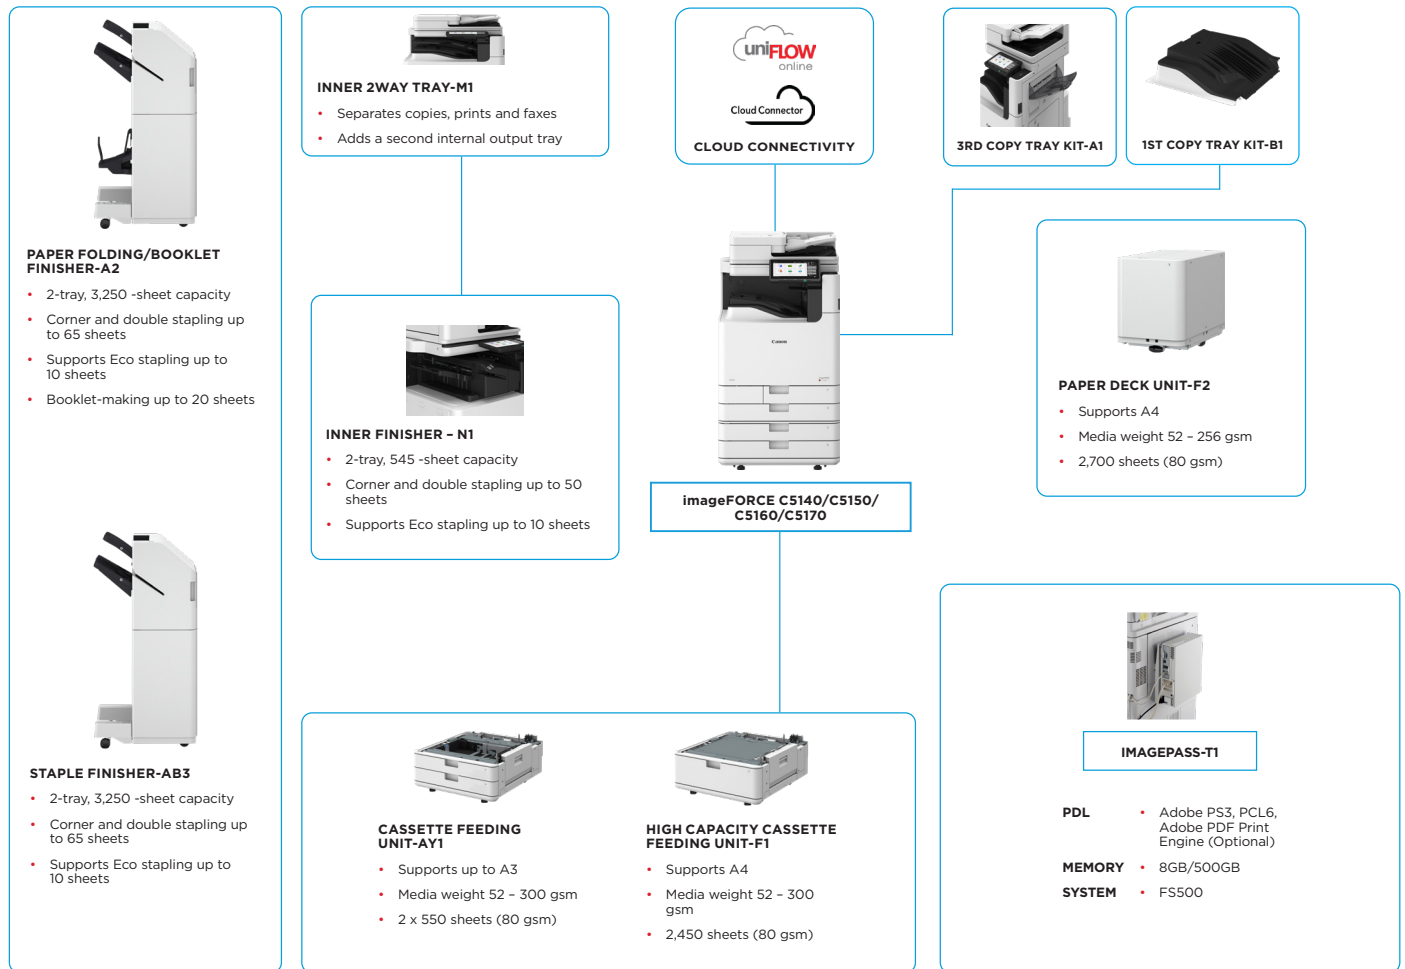 PAPER FOLDING/BOOKLET
FINISHER-A2
• 2-tray, 3,250 -sheet capacity
• Corner and double stapling up
to 65 sheets
• Supports Eco stapling up to
10 sheets
• Booklet-making up to 20 sheets
STAPLE FINISHER-AB3
• 2-tray, 3,250 -sheet capacity
• Corner and double stapling up
to 65 sheets
• Supports Eco stapling up to
10 sheets
INNER 2WAY TRAY-M1
• Separates copies, prints and faxes
• Adds a second internal output tray
INNER FINISHER – N1
• 2-tray, 545 -sheet capacity
• Corner and double stapling up to 50
sheets
• Supports Eco stapling up to 10 sheets
uniFLOW
online
Cloud Connector
CLOUD CONNECTIVITY
Canon
imageFORCE C5140/C5150/
C5160/C5170
3RD COPY TRAY KIT-A1
1ST COPY TRAY KIT-B1
PAPER DECK UNIT-F2
• Supports A4
• Media weight 52 – 256 gsm
• 2,700 sheets (80 gsm)
CASSETTE FEEDING
UNIT-AY1
• Supports up to A3
• Media weight 52 – 300 gsm
• 2 x 550 sheets (80 gsm)
HIGH CAPACITY CASSETTE
FEEDING UNIT-F1
• Supports A4
• Media weight 52 – 300
gsm
• 2,450 sheets (80 gsm)
IMAGEPASS-T1
PDL • Adobe PS3, PCL6,
Adobe PDF Print
Engine (Optional)
MEMORY • 8GB/500GB
SYSTEM • FS500